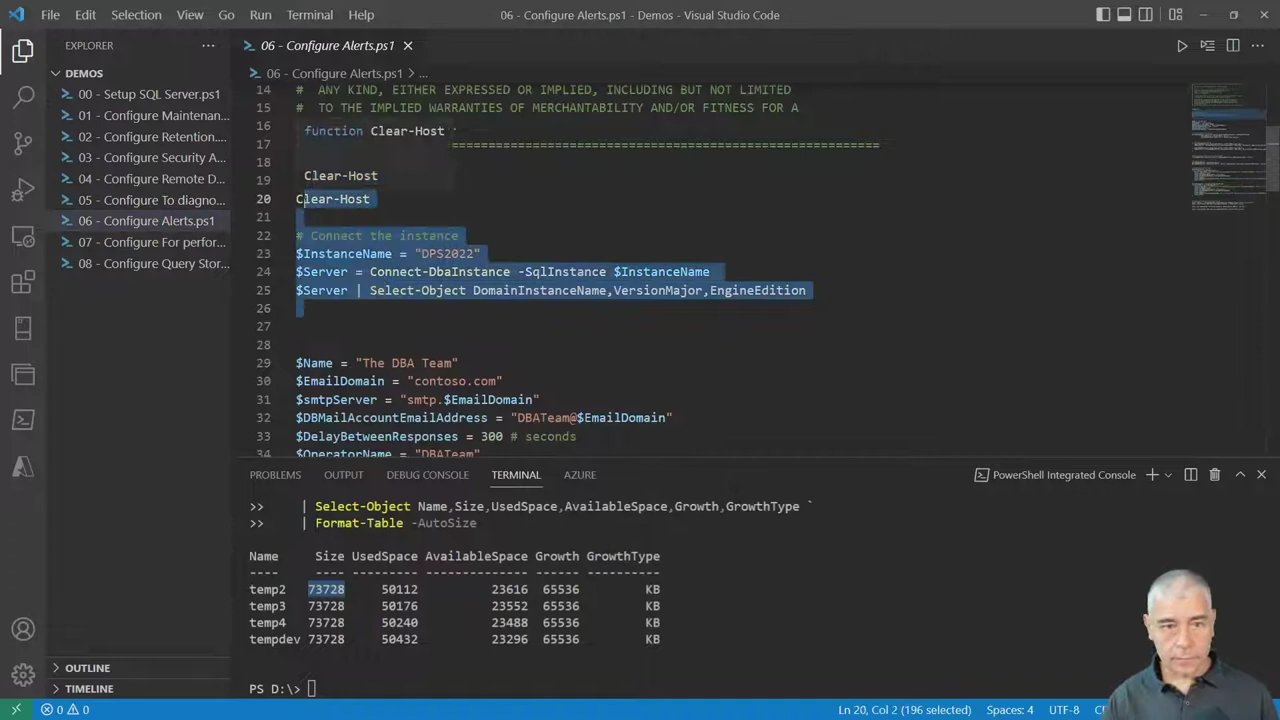 File Edit Selection View Go Run Terminal Help
06 - Configure Alerts.ps1 - Demos - Visual Studio Code
EXPLORER
DEMOS
00 - Setup SQL Server.ps1
01 - Configure Maintenan...
02 - Configure Retention....
03 - Configure Security A...
04 - Configure Remote D...
05 - Configure To diagno...
06 - Configure Alerts.ps1
07 - Configure For perfor...
08 - Configure Query Stor...
OUTLINE
TIMELINE
06 - Configure Alerts.ps1
06 - Configure Alerts.ps1 > ...
14 # ANY KIND, EITHER EXPRESSED OR IMPLIED, INCLUDING BUT NOT LIMITED
15 # TO THE IMPLIED WARRANTIES OF MERCHANTABILITY AND/OR FITNESS FOR A
16 function Clear-Host
17 ==========================================================
18
19 Clear-Host
20 Clear-Host
21
22 # Connect the instance
23 $InstanceName = "DPS2022"
24 $Server = Connect-DbaInstance -SqlInstance $InstanceName
25 $Server | Select-Object DomainInstanceName,VersionMajor,EngineEdition
26
27
28
29 $Name = "The DBA Team"
30 $EmailDomain = "contoso.com"
31 $smtpServer = "smtp.$EmailDomain"
32 $DBMailAccountEmailAddress = "DBATeam@$EmailDomain"
33 $DelayBetweenResponses = 300 # seconds
34 $OperatorName = "DBATeam"
PROBLEMS OUTPUT DEBUG CONSOLE TERMINAL AZURE
PowerShell Integrated Console
>> | Select-Object Name,Size,UsedSpace,AvailableSpace,Growth,GrowthType `
>> | Format-Table -AutoSize
Name Size UsedSpace AvailableSpace Growth GrowthType
---- ---- --------- -------------- ------ ----------
temp2 73728 50112 23616 65536 KB
temp3 73728 50176 23552 65536 KB
temp4 73728 50240 23488 65536 KB
tempdev 73728 50432 23296 65536 KB
PS D:\>
0 0
Ln 20, Col 2 (196 selected) Spaces: 4 UTF-8